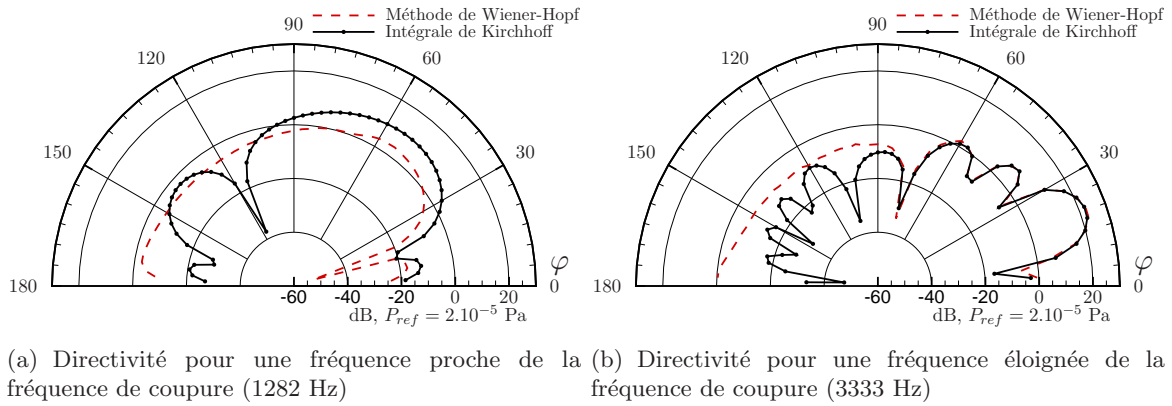 Méthode de Wiener-Hopf
Intégrale de Kirchhoff
90
120
60
150
30
180
φ
0
-60 -40 -20 0 20
dB, P_ref = 2.10⁻⁵ Pa
(a) Directivité pour une fréquence proche de la
fréquence de coupure (1282 Hz)
Méthode de Wiener-Hopf
Intégrale de Kirchhoff
90
120
60
150
30
180
φ
0
-60 -40 -20 0 20
dB, P_ref = 2.10⁻⁵ Pa
(b) Directivité pour une fréquence éloignée de la
fréquence de coupure (3333 Hz)